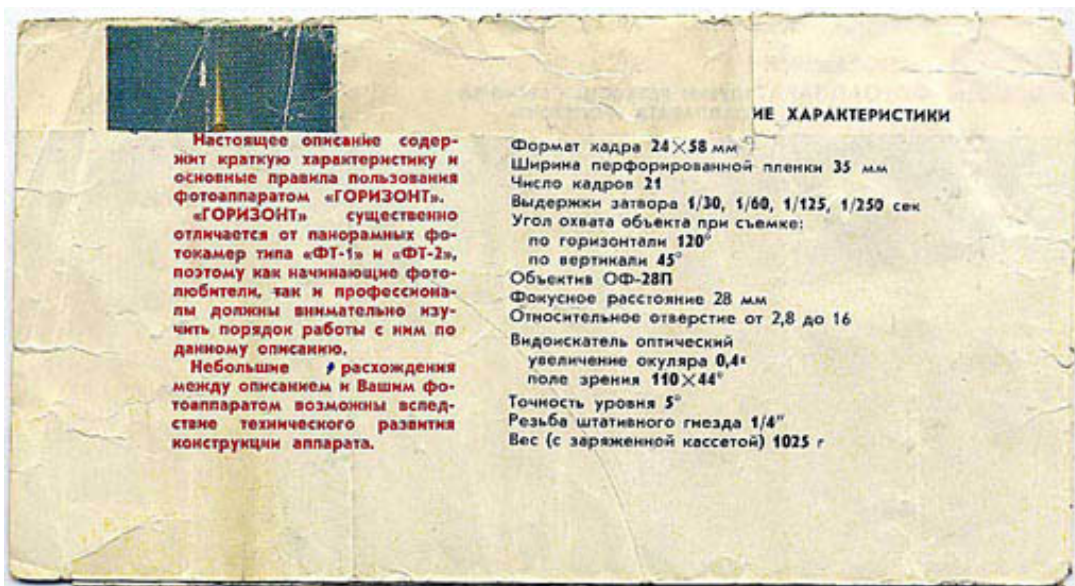 Настоящее описание содер-
жит краткую характеристику и
основные правила пользования
фотоаппаратом «ГОРИЗОНТ».
«ГОРИЗОНТ» существенно
отличается от панорамных фо-
токамер типа «ФТ-1» и «ФТ-2»,
поэтому как начинающие фото-
любители, так и профессиона-
лы должны внимательно изу-
чить порядок работы с ним по
данному описанию.
Небольшие расхождения
между описанием и Вашим фо-
тоаппаратом возможны вслед-
ствие технического развития
конструкции аппарата.
ИЕ ХАРАКТЕРИСТИКИ
Формат кадра 24×58 мм
Ширина перфорированной пленки 35 мм
Число кадров 21
Выдержки затвора 1/30, 1/60, 1/125, 1/250 сек
Угол охвата объекта при съемке:
по горизонтали 120°
по вертикали 45°
Объектив ОФ-28П
Фокусное расстояние 28 мм
Относительное отверстие от 2,8 до 16
Видоискатель оптический
увеличение окуляра 0,4ˣ
поле зрения 110×44°
Точность уровня 5°
Резьба штативного гнезда 1/4"
Вес (с заряженной кассетой) 1025 г